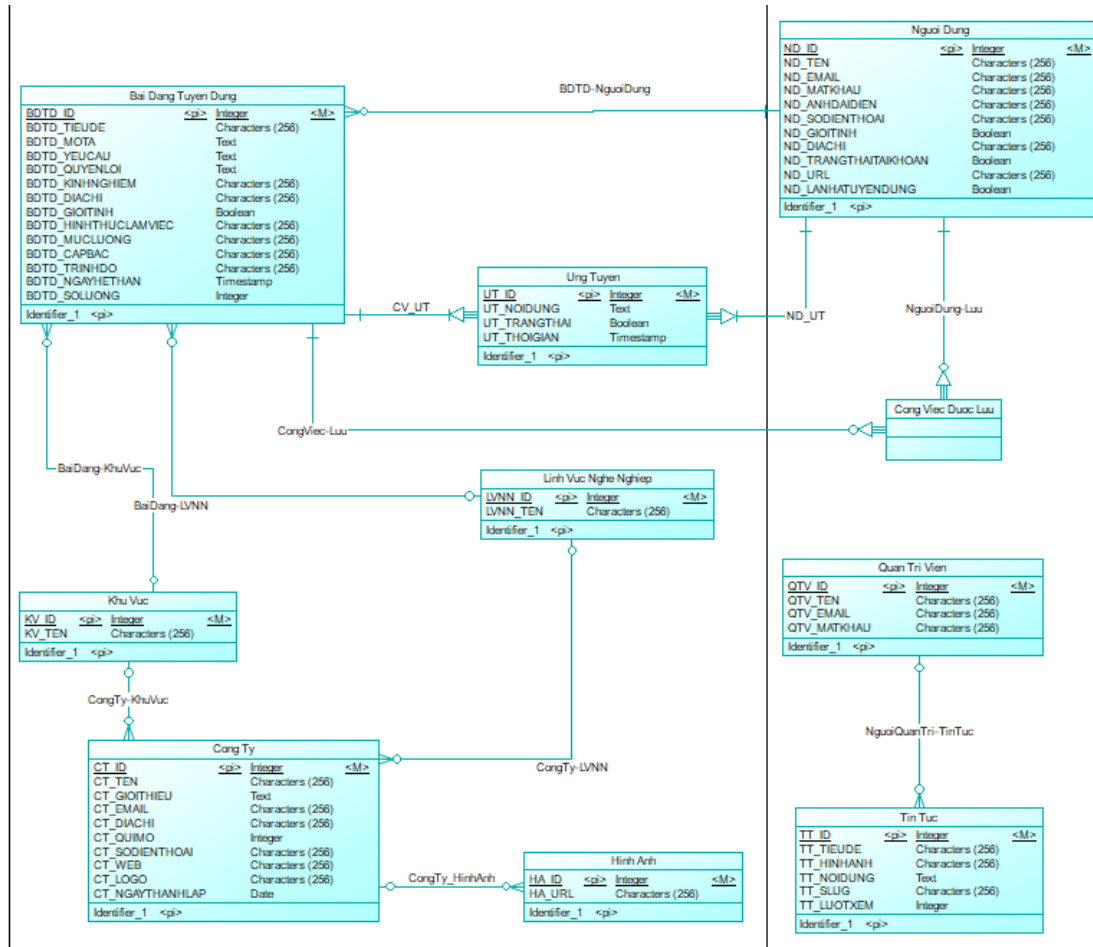 Bai Dang Tuyen Dung
BDTD_ID <pi> Integer <M>
BDTD_TIEUDE Characters (256)
BDTD_MOTA Text
BDTD_YEUCAU Text
BDTD_QUYENLOI Text
BDTD_KINHNGHIEM Characters (256)
BDTD_DIACHI Characters (256)
BDTD_GIOITINH Boolean
BDTD_HINHTHUCLAMVIEC Characters (256)
BDTD_MUCLUONG Characters (256)
BDTD_CAPBAC Characters (256)
BDTD_TRINHDO Characters (256)
BDTD_NGAYHETHAN Timestamp
BDTD_SOLUONG Integer
Identifier_1 <pi>
BDTD-NguoiDung
Nguoi Dung
ND_ID <pi> Integer <M>
ND_TEN Characters (256)
ND_EMAIL Characters (256)
ND_MATKHAU Characters (256)
ND_ANHDAIDIEN Characters (256)
ND_SODIENTHOAI Characters (256)
ND_GIOITINH Boolean
ND_DIACHI Characters (256)
ND_TRANGTHAITAIKHOAN Boolean
ND_URL Characters (256)
ND_LANHATUYENDUNG Boolean
Identifier_1 <pi>
CV_UT
Ung Tuyen
UT_ID <pi> Integer <M>
UT_NOIDUNG Text
UT_TRANGTHAI Boolean
UT_THOIGIAN Timestamp
Identifier_1 <pi>
ND_UT
NguoiDung-Luu
Cong Viec Duoc Luu
CongViec-Luu
BaiDang-KhuVuc
BaiDang-LVNN
Linh Vuc Nghe Nghiep
LVNN_ID <pi> Integer <M>
LVNN_TEN Characters (256)
Identifier_1 <pi>
Khu Vuc
KV_ID <pi> Integer <M>
KV_TEN Characters (256)
Identifier_1 <pi>
Quan Tri Vien
QTV_ID <pi> Integer <M>
QTV_TEN Characters (256)
QTV_EMAIL Characters (256)
QTV_MATKHAU Characters (256)
Identifier_1 <pi>
CongTy-KhuVuc
NguoiQuanTri-TinTuc
Cong Ty
CT_ID <pi> Integer <M>
CT_TEN Characters (256)
CT_GIOITHIEU Text
CT_EMAIL Characters (256)
CT_DIACHI Characters (256)
CT_QUIMO Integer
CT_SODIENTHOAI Characters (256)
CT_WEB Characters (256)
CT_LOGO Characters (256)
CT_NGAYTHANHLAP Date
Identifier_1 <pi>
CongTy-LVNN
CongTy_HinhAnh
Hinh Anh
HA_ID <pi> Integer <M>
HA_URL Characters (256)
Identifier_1 <pi>
Tin Tuc
TT_ID <pi> Integer <M>
TT_TIEUDE Characters (256)
TT_HINHANH Characters (256)
TT_NOIDUNG Text
TT_SLUG Characters (256)
TT_LUOTXEM Integer
Identifier_1 <pi>